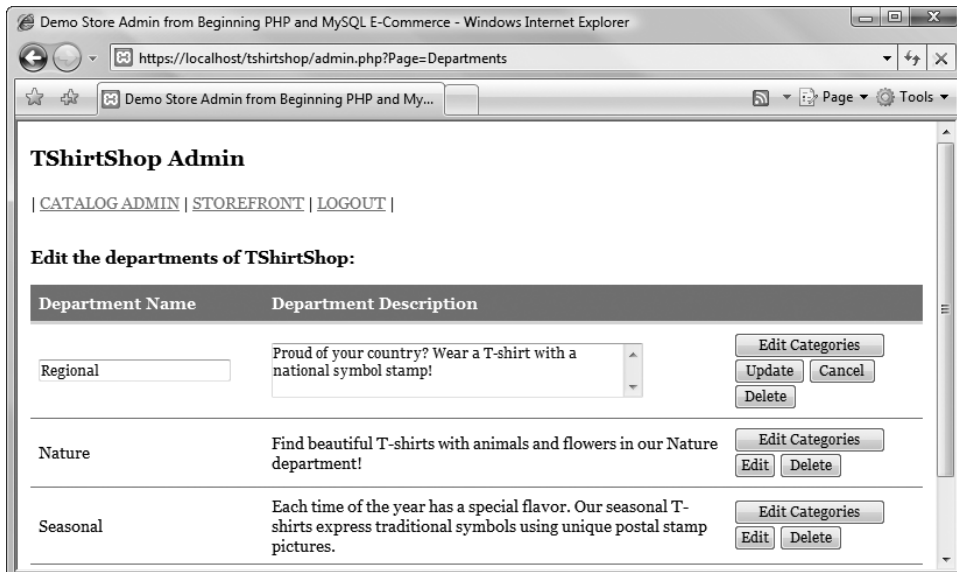 Demo Store Admin from Beginning PHP and MySQL E-Commerce - Windows Internet Explorer
https://localhost/tshirtshop/admin.php?Page=Departments
Demo Store Admin from Beginning PHP and My...
Page
Tools
TShirtShop Admin
| CATALOG ADMIN | STOREFRONT | LOGOUT |
Edit the departments of TShirtShop:
Department Name Department Description
Regional
Proud of your country? Wear a T-shirt with a
national symbol stamp!
Edit Categories
Update Cancel
Delete
Nature
Find beautiful T-shirts with animals and flowers in our Nature
department!
Edit Categories
Edit Delete
Seasonal
Each time of the year has a special flavor. Our seasonal T-
shirts express traditional symbols using unique postal stamp
pictures.
Edit Categories
Edit Delete